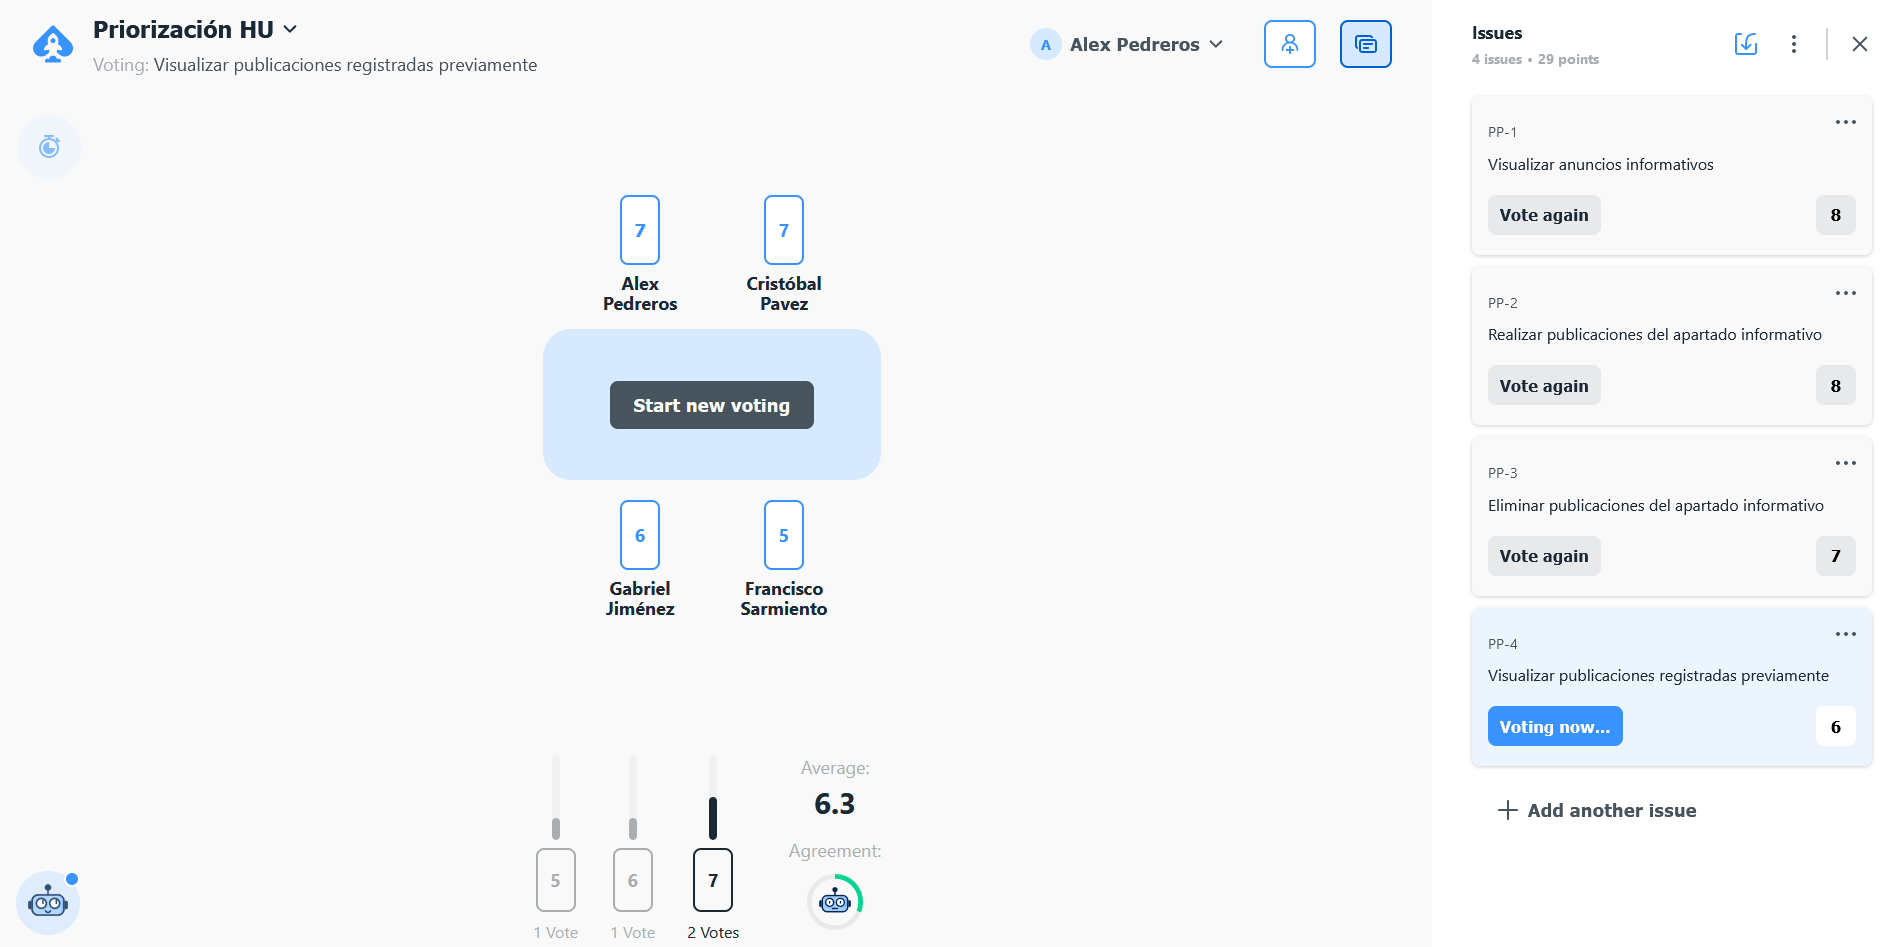 Priorización HU
Voting: Visualizar publicaciones registradas previamente
A
Alex Pedreros
7
Alex
Pedreros
7
Cristóbal
Pavez
Start new voting
6
Gabriel
Jiménez
5
Francisco
Sarmiento
5
1 Vote
6
1 Vote
7
2 Votes
Average:
6.3
Agreement:
Issues
4 issues • 29 points
PP-1
Visualizar anuncios informativos
Vote again
8
PP-2
Realizar publicaciones del apartado informativo
Vote again
8
PP-3
Eliminar publicaciones del apartado informativo
Vote again
7
PP-4
Visualizar publicaciones registradas previamente
Voting now...
6
Add another issue